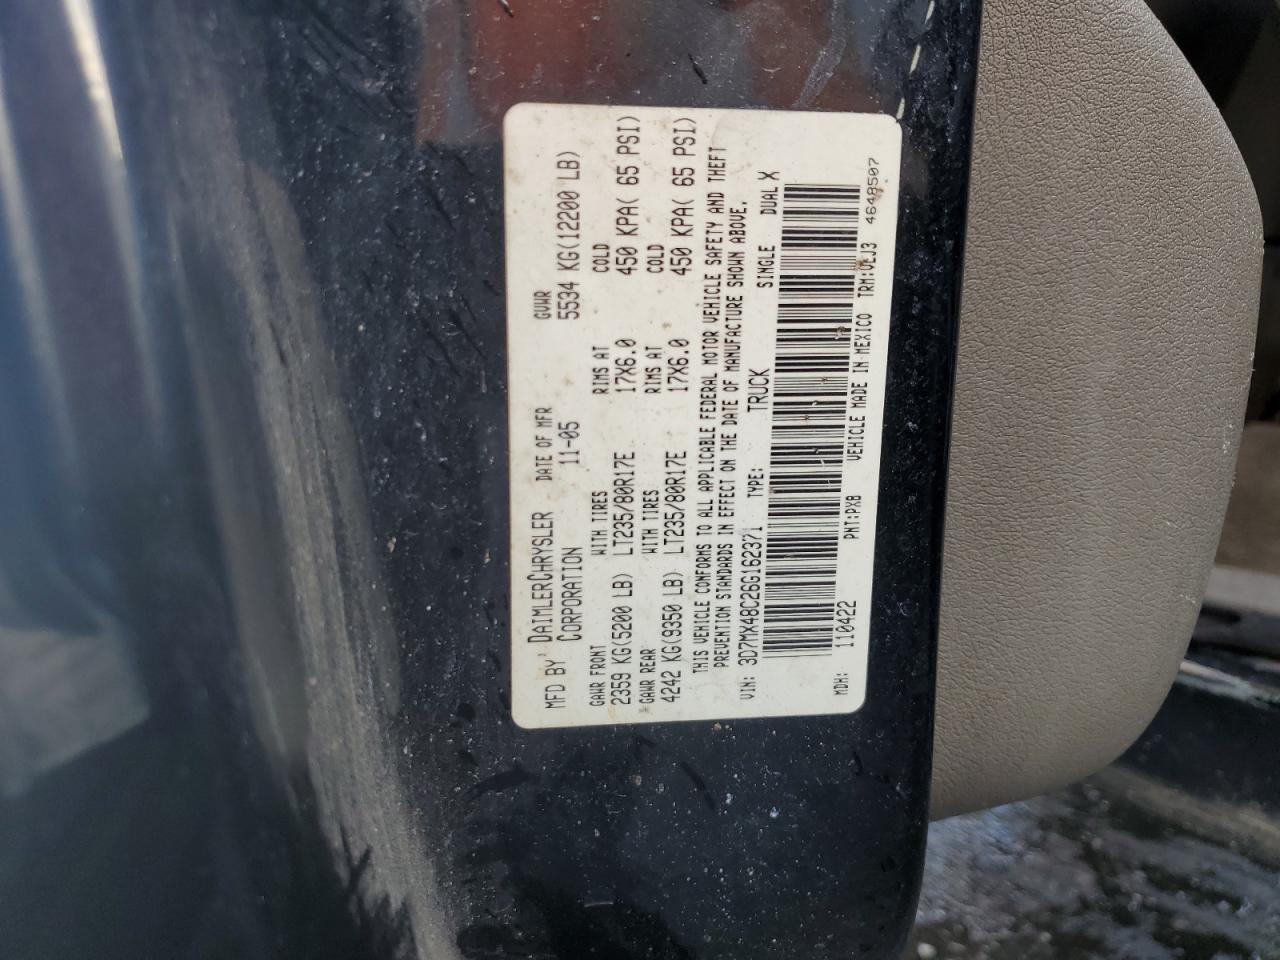 MFD BY DAIMLERCHRYSLER CORPORATION DATE OF MFR 11-05 GVWR 5534 KG(12200 LB)
GAWR FRONT WITH TIRES RIMS AT COLD
2359 KG(5200 LB) LT235/80R17E 17X6.0 450 KPA( 65 PSI)
GAWR REAR WITH TIRES RIMS AT COLD
4242 KG(9350 LB) LT235/80R17E 17X6.0 450 KPA( 65 PSI)
THIS VEHICLE CONFORMS TO ALL APPLICABLE FEDERAL MOTOR VEHICLE SAFETY AND THEFT
PREVENTION STANDARDS IN EFFECT ON THE DATE OF MANUFACTURE SHOWN ABOVE.
VIN: 3D7MX48C26G162371 TYPE: TRUCK SINGLE DUAL X
MDH: 110422 PNT:PX8 VEHICLE MADE IN MEXICO TRM:VEJ3 4648507